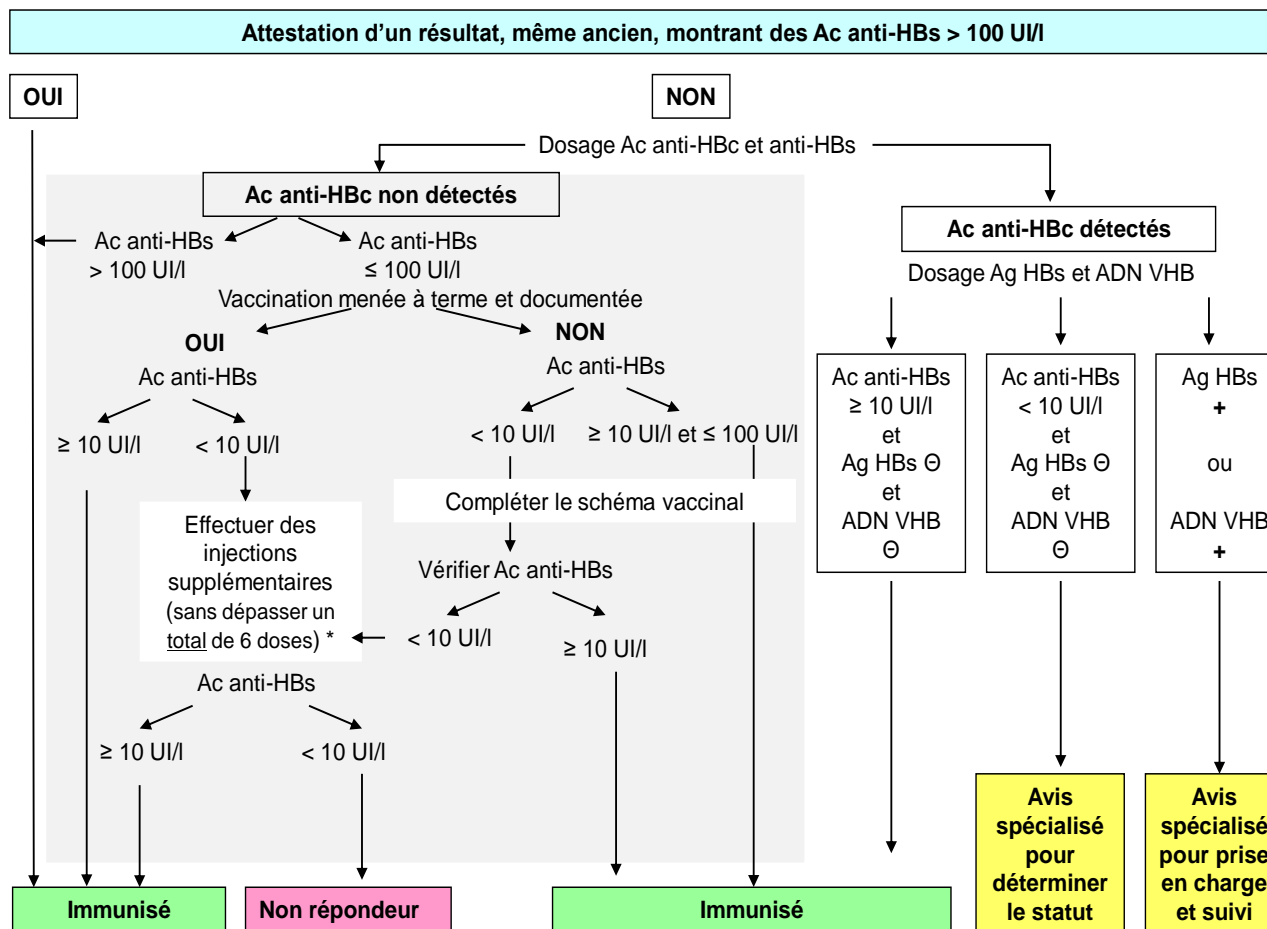 Attestation d’un résultat, même ancien, montrant des Ac anti-HBs > 100 UI/l
OUI
NON
Dosage Ac anti-HBc et anti-HBs
Ac anti-HBc non détectés
Ac anti-HBs
> 100 UI/l
Ac anti-HBs
≤ 100 UI/l
Vaccination menée à terme et documentée
OUI
Ac anti-HBs
≥ 10 UI/l
< 10 UI/l
NON
Ac anti-HBs
< 10 UI/l
≥ 10 UI/l et ≤ 100 UI/l
Effectuer des
injections
supplémentaires
(sans dépasser un
total de 6 doses) *
Compléter le schéma vaccinal
Vérifier Ac anti-HBs
< 10 UI/l
≥ 10 UI/l
Ac anti-HBs
≥ 10 UI/l
< 10 UI/l
Ac anti-HBc détectés
Dosage Ag HBs et ADN VHB
Ac anti-HBs
≥ 10 UI/l
et
Ag HBs Θ
et
ADN VHB
Θ
Ac anti-HBs
< 10 UI/l
et
Ag HBs Θ
et
ADN VHB
Θ
Ag HBs
+
ou
ADN VHB
+
Immunisé
Non répondeur
Immunisé
Avis
spécialisé
pour
déterminer
le statut
Avis
spécialisé
pour prise
en charge
et suivi